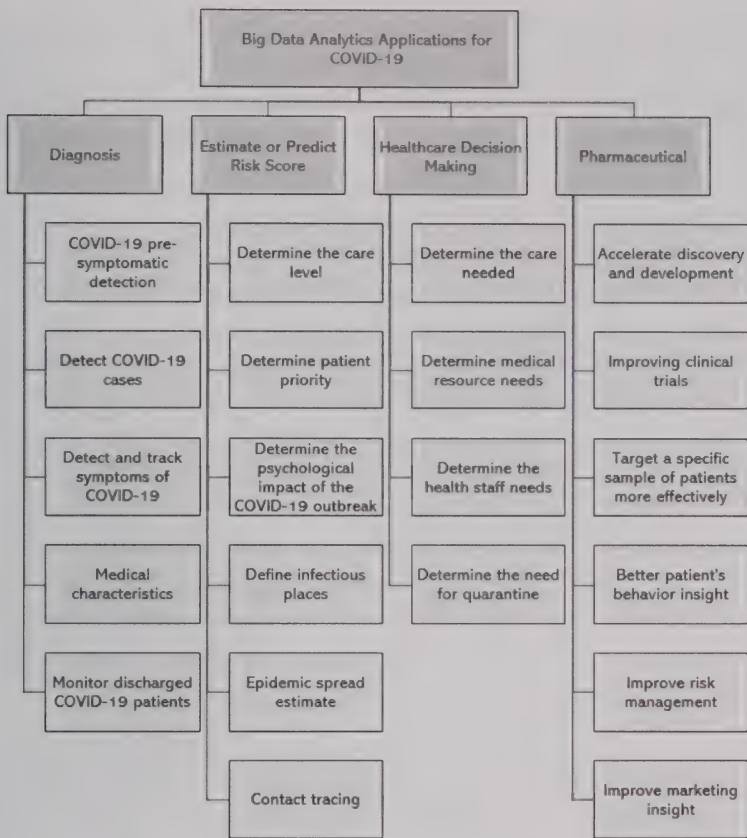 Big Data Analytics Applications for
COVID-19
Diagnosis
Estimate or Predict
Risk Score
Healthcare Decision
Making
Pharmaceutical
COVID-19 pre-
symptomatic
detection
Detect COVID-19
cases
Detect and track
symptoms of
COVID-19
Medical
characteristics
Monitor discharged
COVID-19 patients
Determine the care
level
Determine patient
priority
Determine the
psychological
impact of the
COVID-19 outbreak
Define infectious
places
Epidemic spread
estimate
Contact tracing
Determine the care
needed
Determine medical
resource needs
Determine the
health staff needs
Determine the need
for quarantine
Accelerate discovery
and development
Improving clinical
trials
Target a specific
sample of patients
more effectively
Better patient's
behavior insight
Improve risk
management
Improve marketing
insight